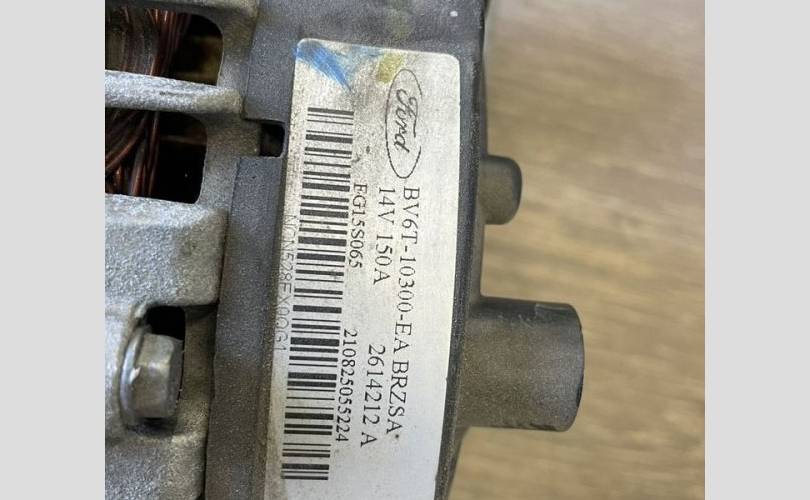 Ford
BV6T-10300-EA BRZSA
14V 150A 2614212 A
EG15S065 210825055224